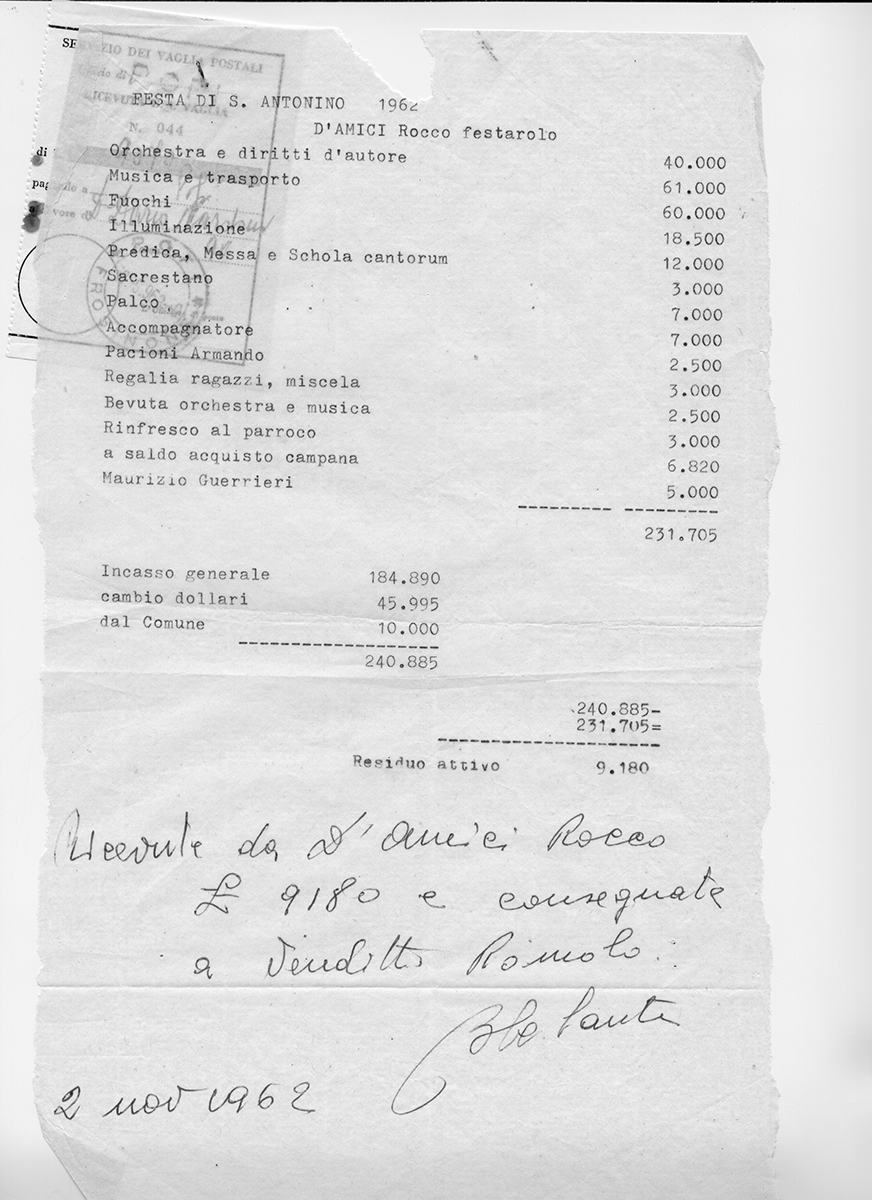 SERVIZIO DEI VAGLIA POSTALI
RICEVUTA VAGLIA
N. 044
FESTA DI S. ANTONINO 1962
D'AMICI Rocco festarolo
Orchestra e diritti d'autore 40.000
Musica e trasporto 61.000
Fuochi 60.000
Illuminazione 18.500
Predica, Messa e Schola cantorum 12.000
Sacrestano 3.000
Palco 7.000
Accompagnatore 7.000
Pacioni Armando 2.500
Regalia ragazzi, miscela 3.000
Bevuta orchestra e musica 2.500
Rinfresco al parroco 3.000
a saldo acquisto campana 6.820
Maurizio Guerrieri 5.000
231.705
Incasso generale 184.890
cambio dollari 45.995
dal Comune 10.000
240.885
240.885-
231.705=
Residuo attivo 9.180
Ricevute da D'Amici Rocco
£ 9180 e consegnate
a Venditti Romolo.
2 nov 1962
FROSINONE